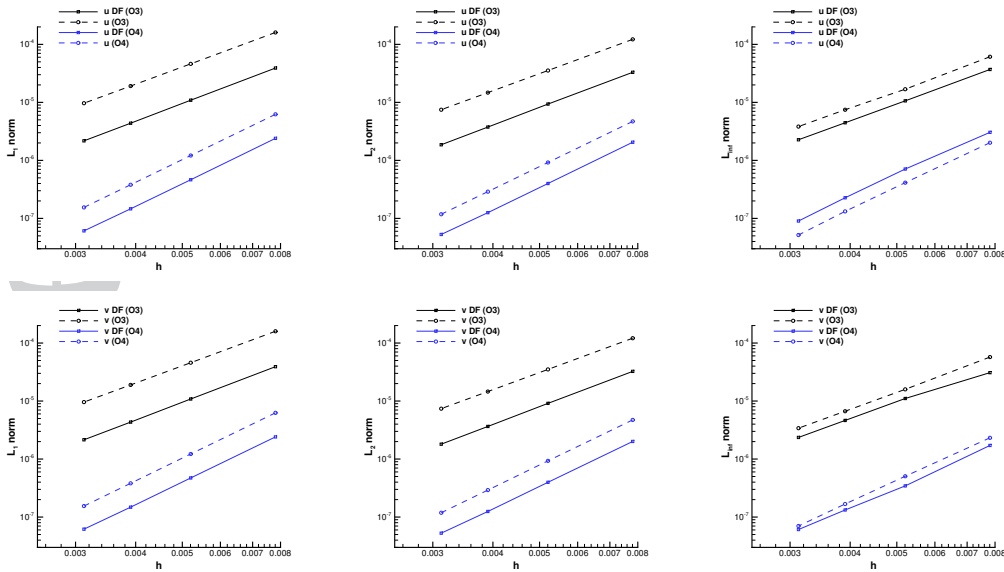 u DF (O3)
u (O3)
u DF (O4)
u (O4)
10^-4
10^-5
10^-6
10^-7
L_1 norm
0.003 0.004 0.005 0.006 0.007 0.008
h
u DF (O3)
u (O3)
u DF (O4)
u (O4)
10^-4
10^-5
10^-6
10^-7
L_2 norm
0.003 0.004 0.005 0.006 0.007 0.008
h
u DF (O3)
u (O3)
u DF (O4)
u (O4)
10^-4
10^-5
10^-6
10^-7
L_inf norm
0.003 0.004 0.005 0.006 0.007 0.008
h
v DF (O3)
v (O3)
v DF (O4)
v (O4)
10^-4
10^-5
10^-6
10^-7
L_1 norm
0.003 0.004 0.005 0.006 0.007 0.008
h
v DF (O3)
v (O3)
v DF (O4)
v (O4)
10^-4
10^-5
10^-6
10^-7
L_2 norm
0.003 0.004 0.005 0.006 0.007 0.008
h
v DF (O3)
v (O3)
v DF (O4)
v (O4)
10^-4
10^-5
10^-6
10^-7
L_inf norm
0.003 0.004 0.005 0.006 0.007 0.008
h